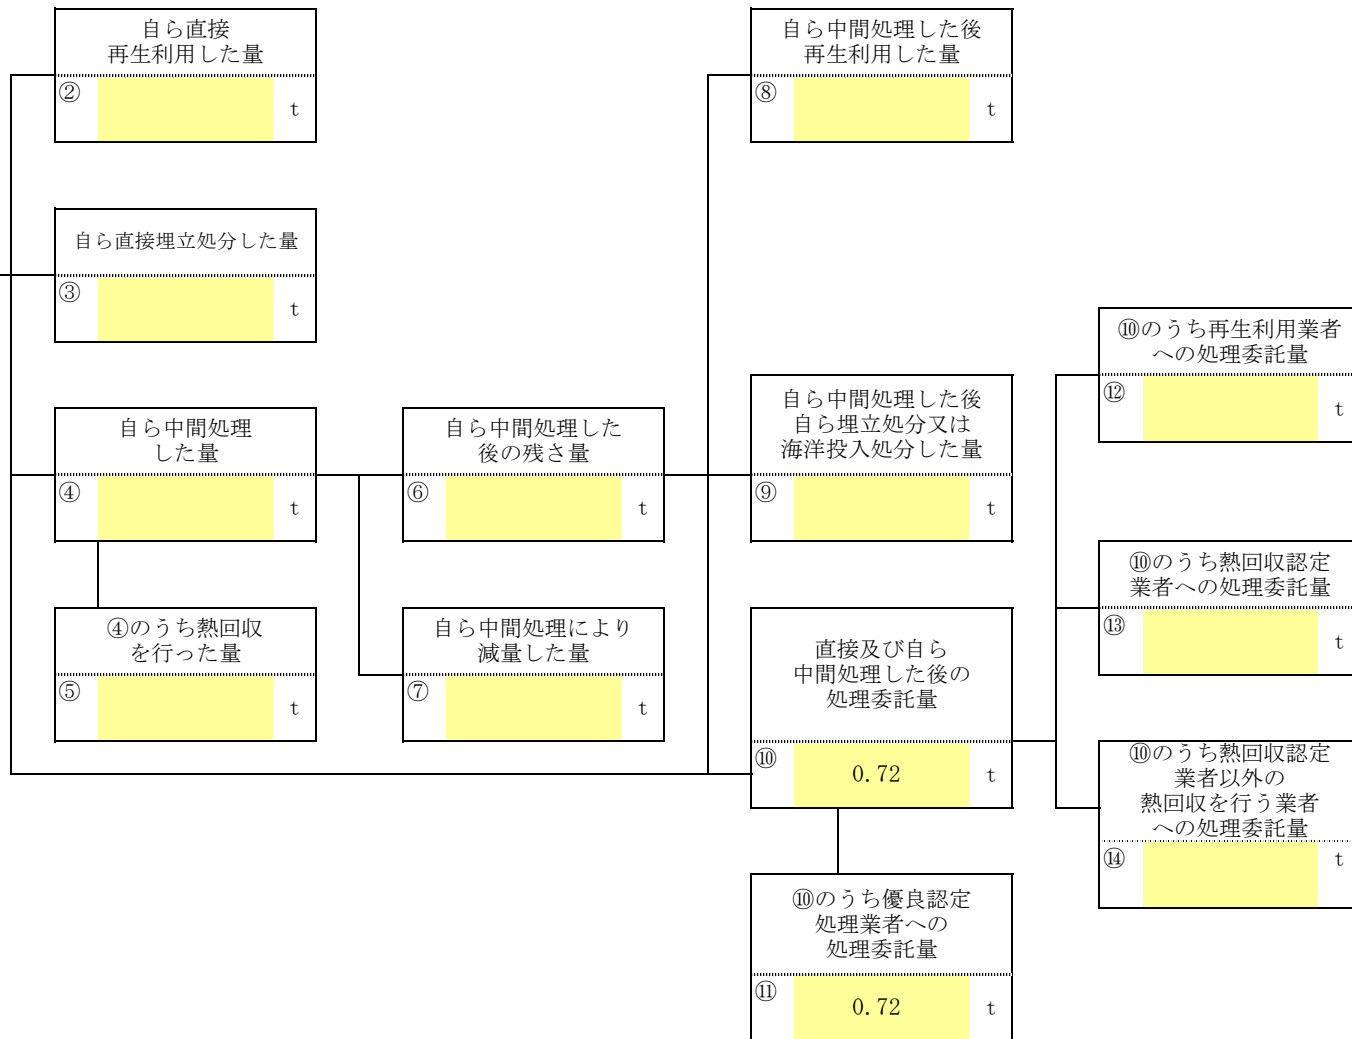 自ら直接
再生利用した量
②
t
自ら中間処理した後
再生利用した量
⑧
t
自ら直接埋立処分した量
③
t
⑩のうち再生利用業者
への処理委託量
⑫
t
自ら中間処理
した量
④
t
自ら中間処理した
後の残さ量
⑥
t
自ら中間処理した後
自ら埋立処分又は
海洋投入処分した量
⑨
t
⑩のうち熱回収認定
業者への処理委託量
⑬
t
④のうち熱回収
を行った量
⑤
t
自ら中間処理により
減量した量
⑦
t
直接及び自ら
中間処理した後の
処理委託量
⑩
0.72
t
⑩のうち熱回収認定
業者以外の
熱回収を行う業者
への処理委託量
⑭
t
⑩のうち優良認定
処理業者への
処理委託量
⑪
0.72
t